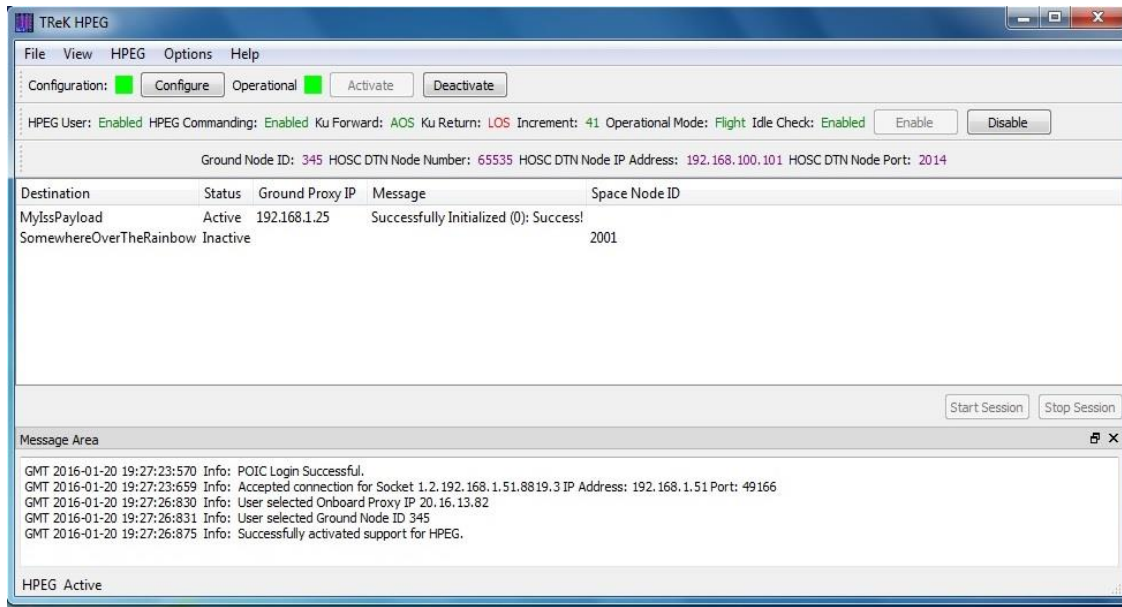 TReK HPEG
File View HPEG Options Help
Configuration: Configure Operational Activate Deactivate
HPEG User: Enabled HPEG Commanding: Enabled Ku Forward: AOS Ku Return: LOS Increment: 41 Operational Mode: Flight Idle Check: Enabled Enable Disable
Ground Node ID: 345 HOSC DTN Node Number: 65535 HOSC DTN Node IP Address: 192.168.100.101 HOSC DTN Node Port: 2014
Destination Status Ground Proxy IP Message Space Node ID
MyIssPayload Active 192.168.1.25 Successfully Initialized (0): Success!
SomewhereOverTheRainbow Inactive 2001
Start Session Stop Session
Message Area
GMT 2016-01-20 19:27:23:570 Info: POIC Login Successful.
GMT 2016-01-20 19:27:23:659 Info: Accepted connection for Socket 1.2.192.168.1.51.8819.3 IP Address: 192.168.1.51 Port: 49166
GMT 2016-01-20 19:27:26:830 Info: User selected Onboard Proxy IP 20.16.13.82
GMT 2016-01-20 19:27:26:831 Info: User selected Ground Node ID 345
GMT 2016-01-20 19:27:26:875 Info: Successfully activated support for HPEG.
HPEG Active